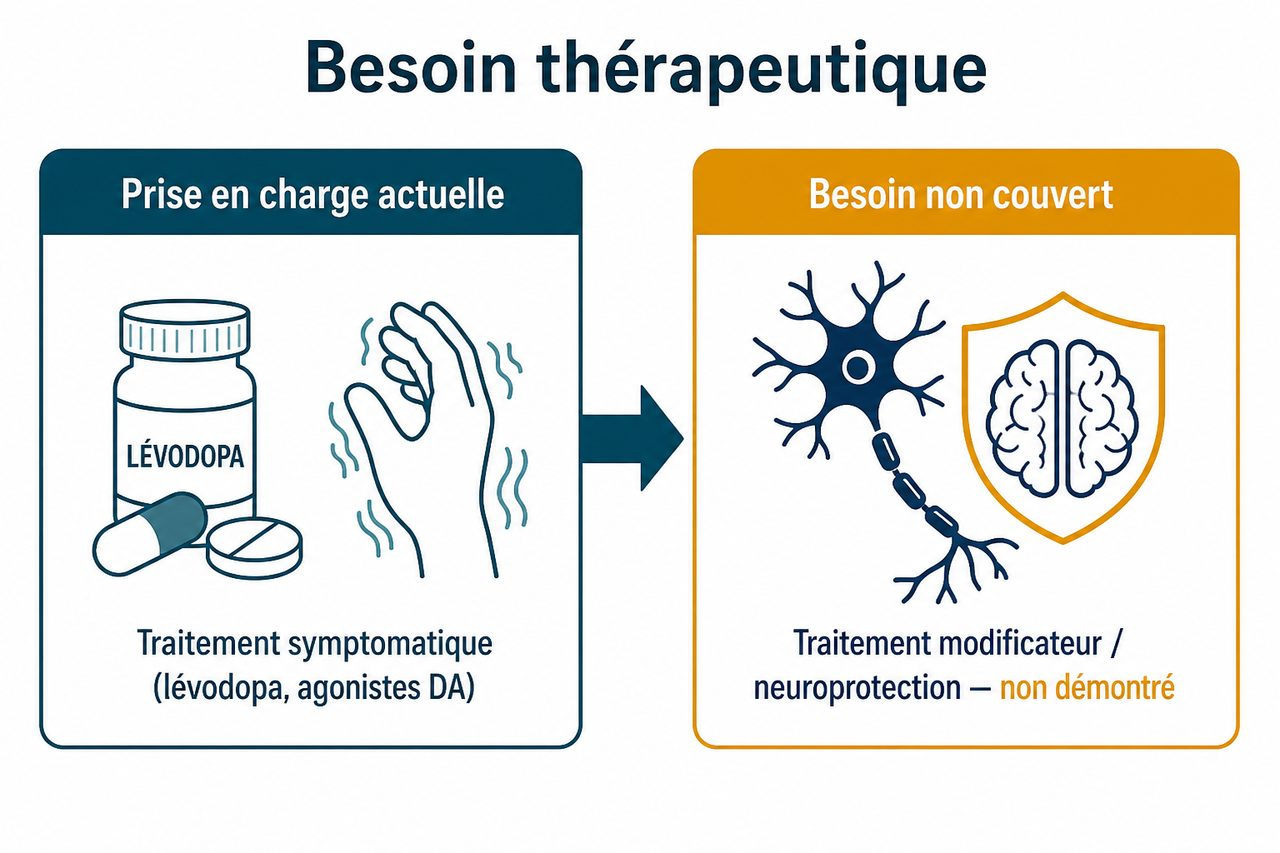 Besoin thérapeutique
Prise en charge actuelle
LÉVODOPA
Traitement symptomatique
(lévodopa, agonistes DA)
Besoin non couvert
Traitement modificateur /
neuroprotection — non démontré